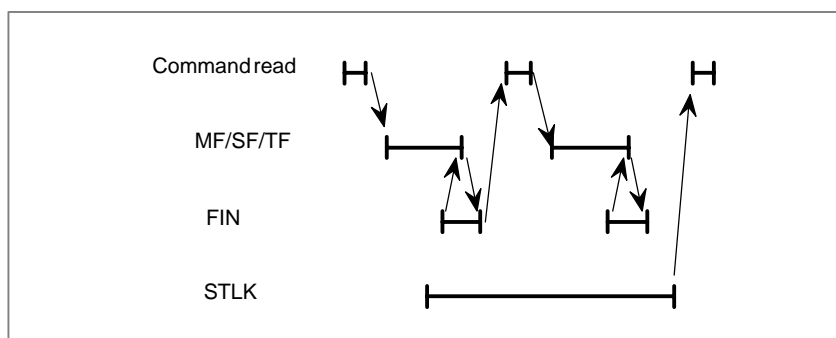 Command read
MF/SF/TF
FIN
STLK